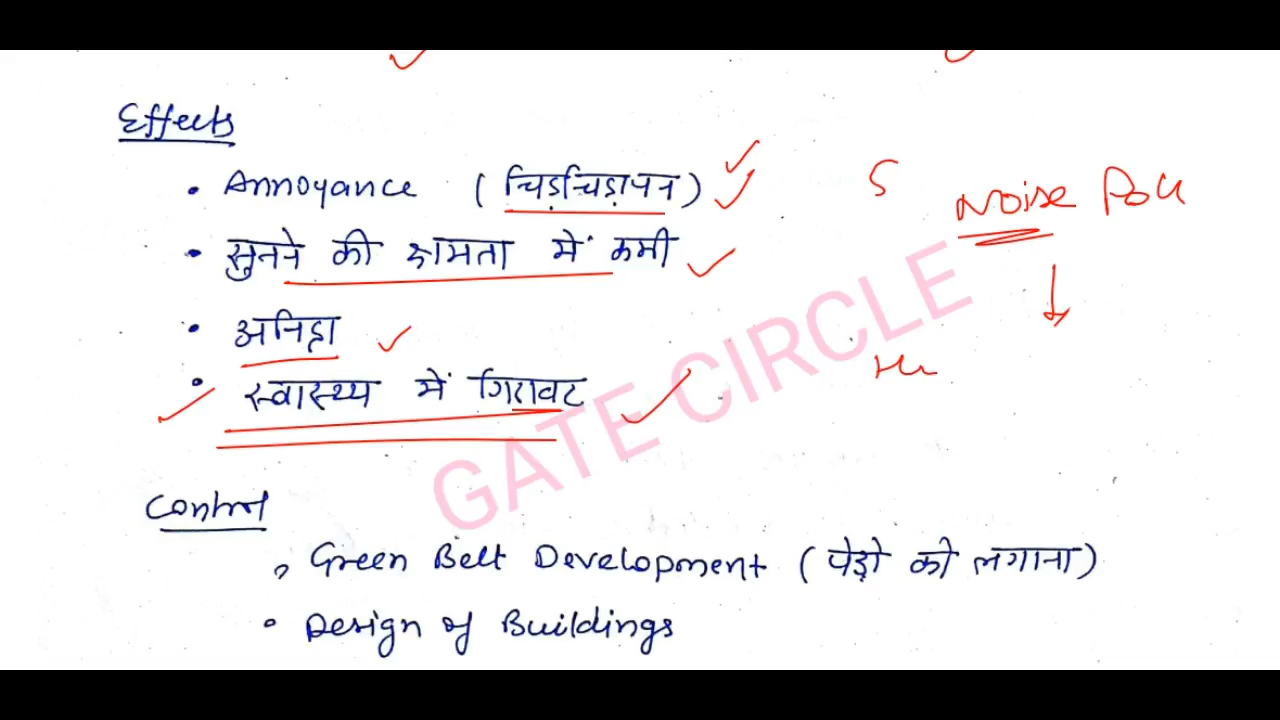 Effects
• Annoyance (चिड़चिड़ापन)
• सुनने की क्षमता में कमी
• अनिद्रा
• स्वास्थ्य में गिरावट
S
Noise Poll
GATE CIRCLE
Control
Green Belt Development (पेड़ो को लगाना)
• Design of Buildings